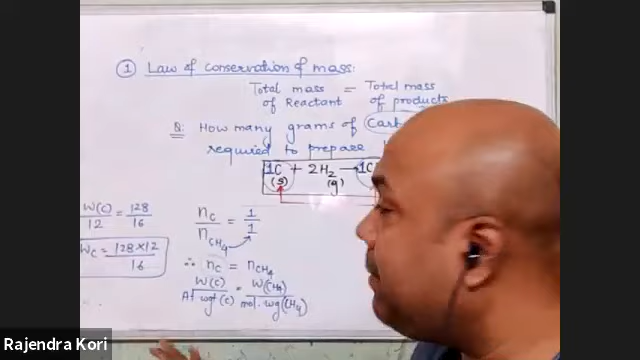 ① Law of conservation of mass:
Total mass of Reactant = Total mass of products
Q: How many grams of Carb
required to prepare
1C (s) + 2H₂ (g) → 1C
W(C)/12 = 128/16
Wc = 128×12/16
nC/nCH₄ = 1/1
∴ nC = nCH₄
W(C)/At wgt (C) = W(CH₄)/mol. wg (CH₄)
Rajendra Kori